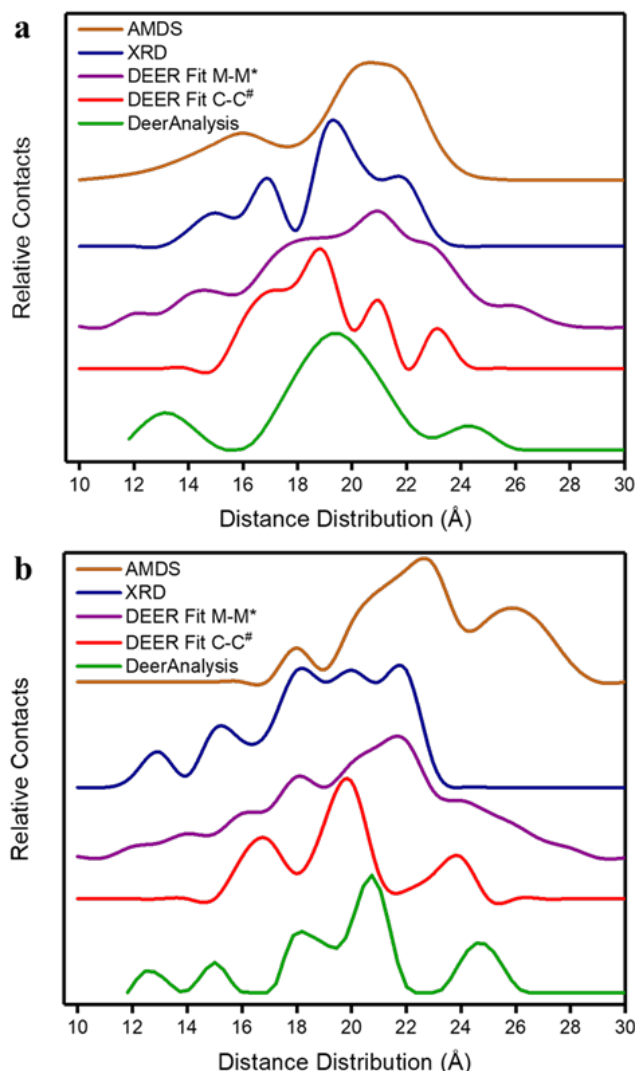 a
AMDS
XRD
DEER Fit M-M*
DEER Fit C-C#
DeerAnalysis
Relative Contacts
10 12 14 16 18 20 22 24 26 28 30
Distance Distribution (Å)
b
AMDS
XRD
DEER Fit M-M*
DEER Fit C-C#
DeerAnalysis
Relative Contacts
10 12 14 16 18 20 22 24 26 28 30
Distance Distribution (Å)